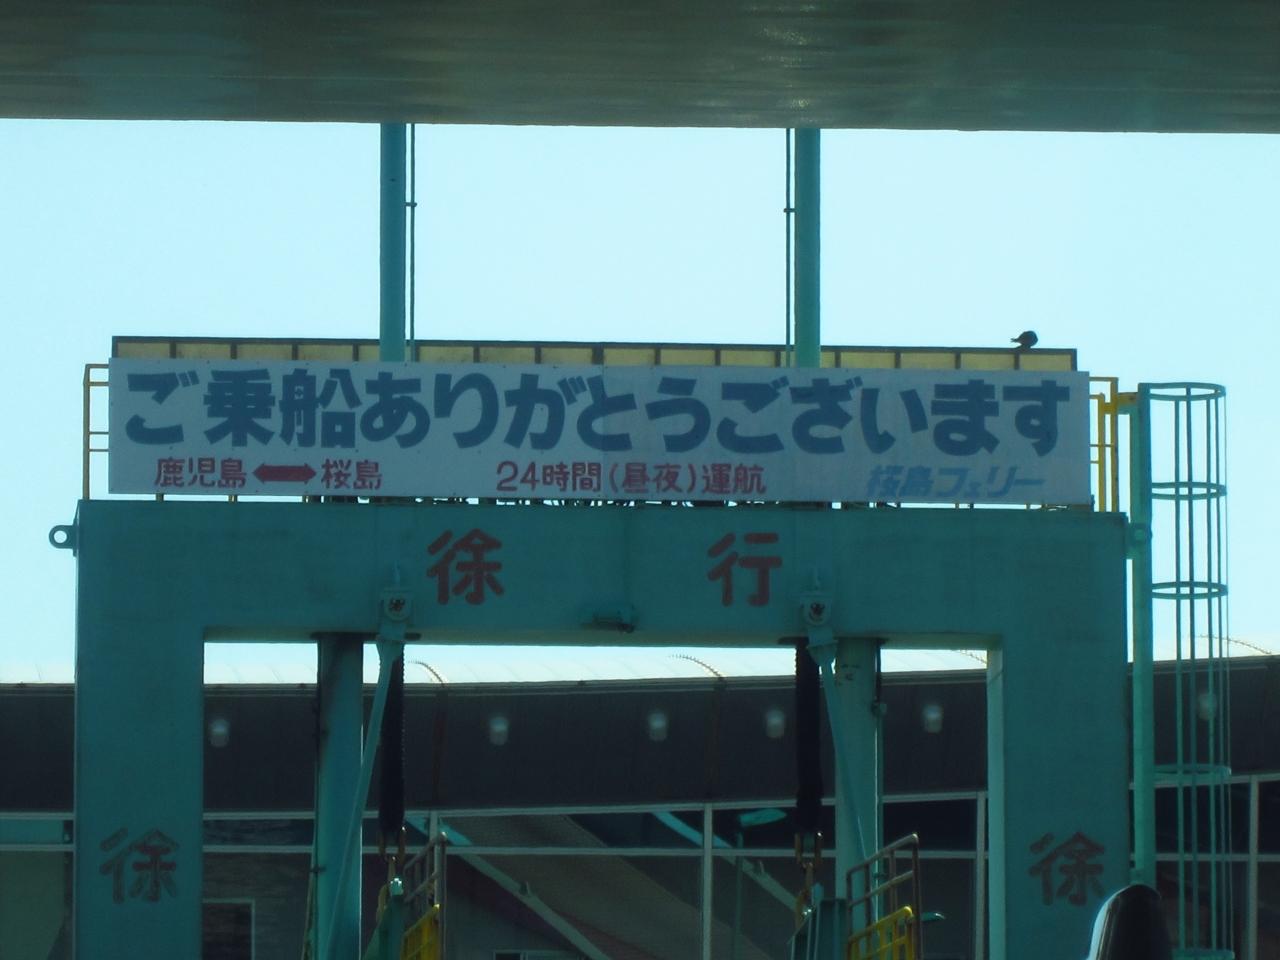 ご乗船ありがとうございます
鹿児島⟷桜島 24時間(昼夜)運航 桜島フェリー
徐行
徐 徐